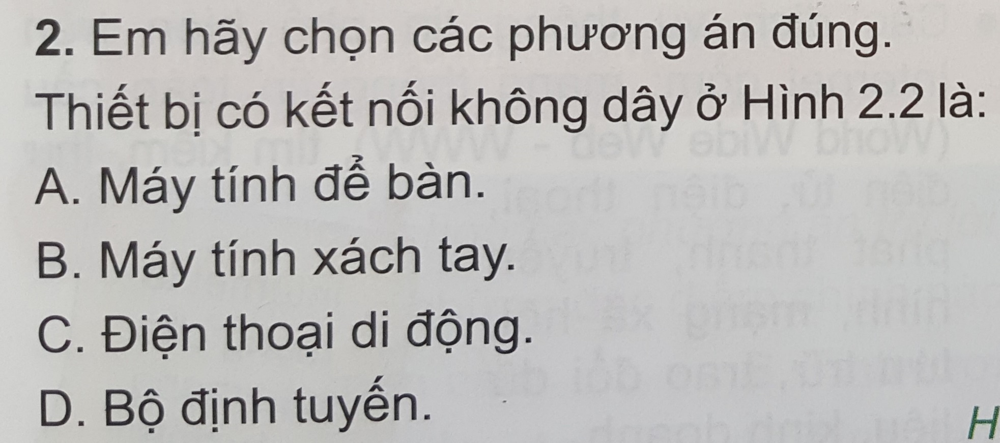 2. Em hãy chọn các phương án đúng.
Thiết bị có kết nối không dây ở Hình 2.2 là:
A. Máy tính để bàn.
B. Máy tính xách tay.
C. Điện thoại di động.
D. Bộ định tuyến.
H